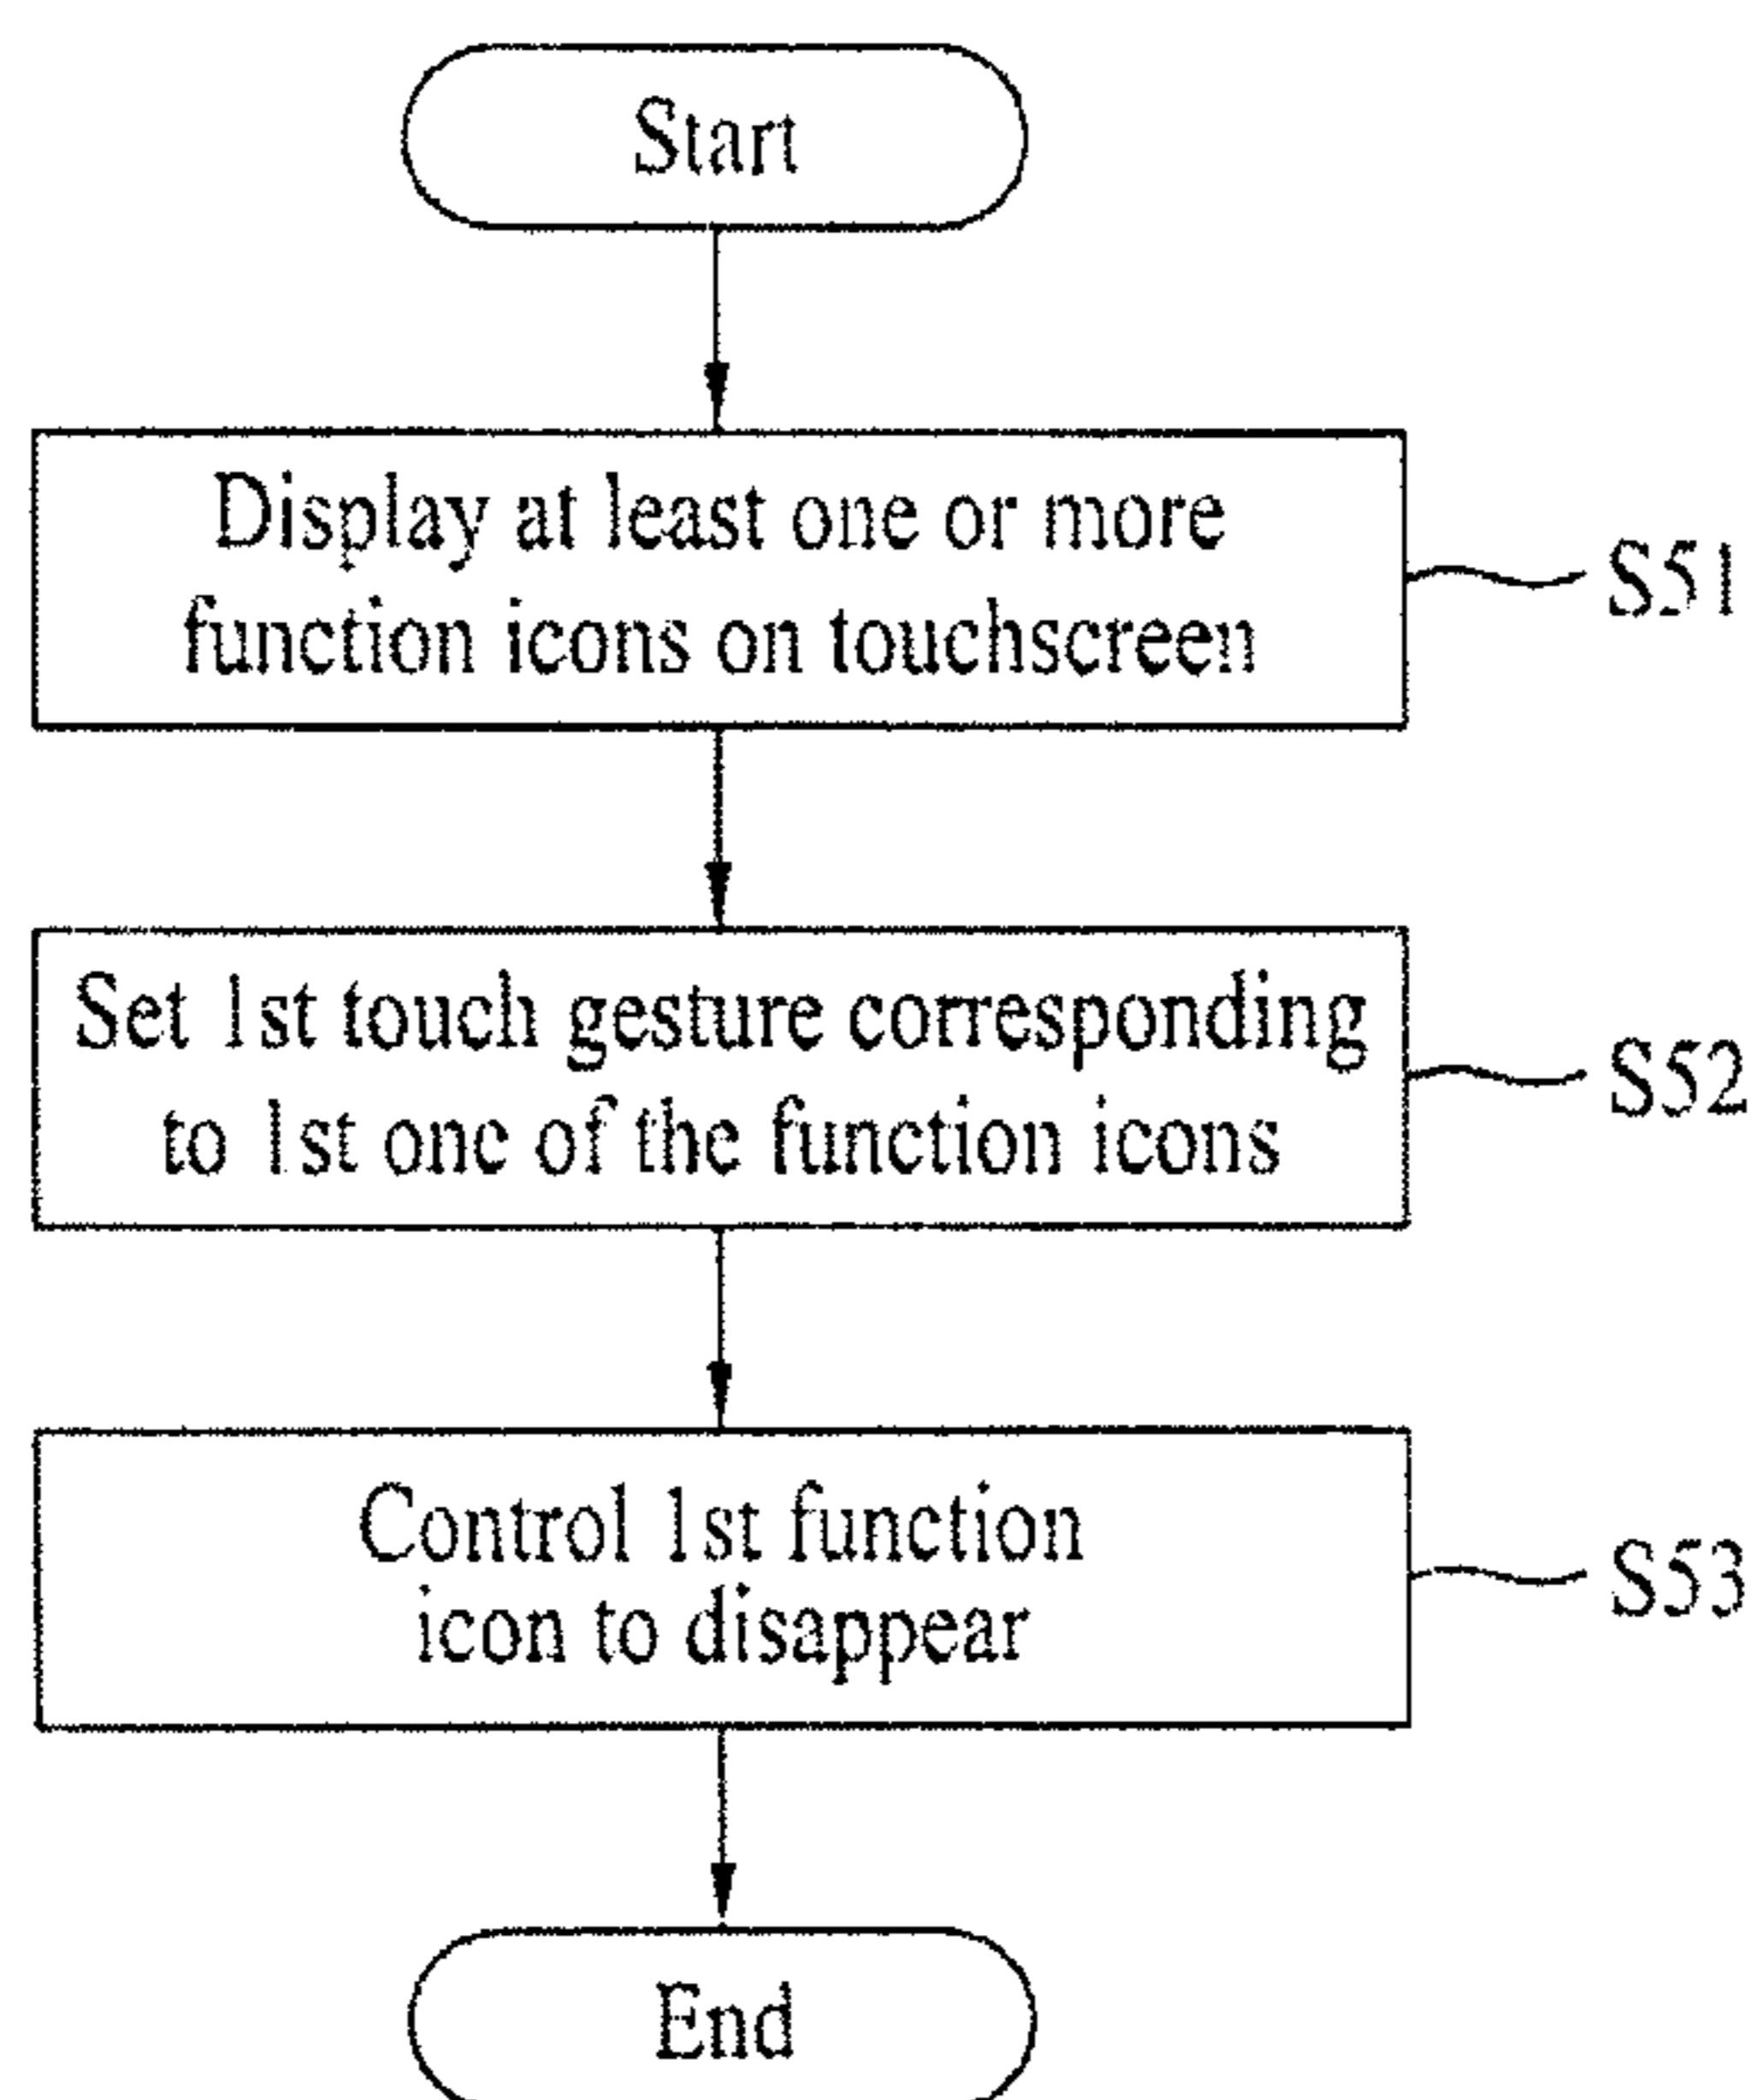 Start
Display at least one or more
function icons on touchscreen
S51
Set 1st touch gesture corresponding
to 1st one of the function icons
S52
Control 1st function
icon to disappear
S53
End